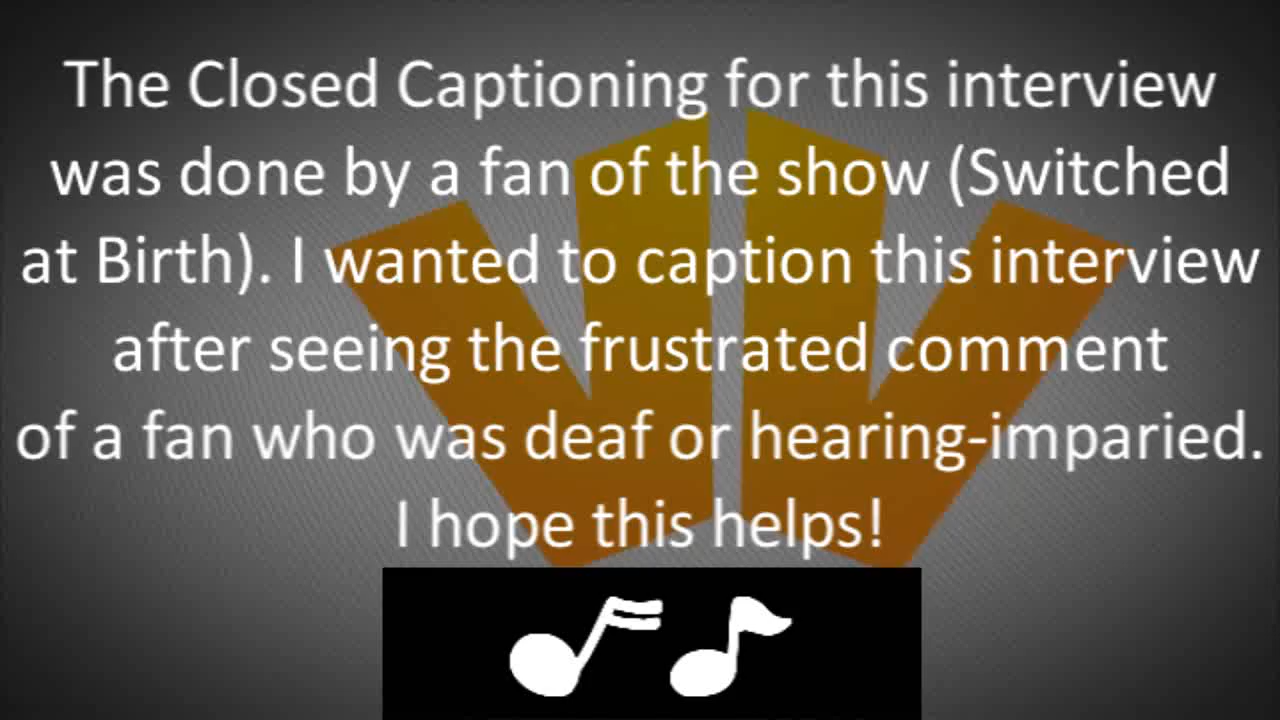 The Closed Captioning for this interview
was done by a fan of the show (Switched
at Birth). I wanted to caption this interview
after seeing the frustrated comment
of a fan who was deaf or hearing-imparied.
I hope this helps!